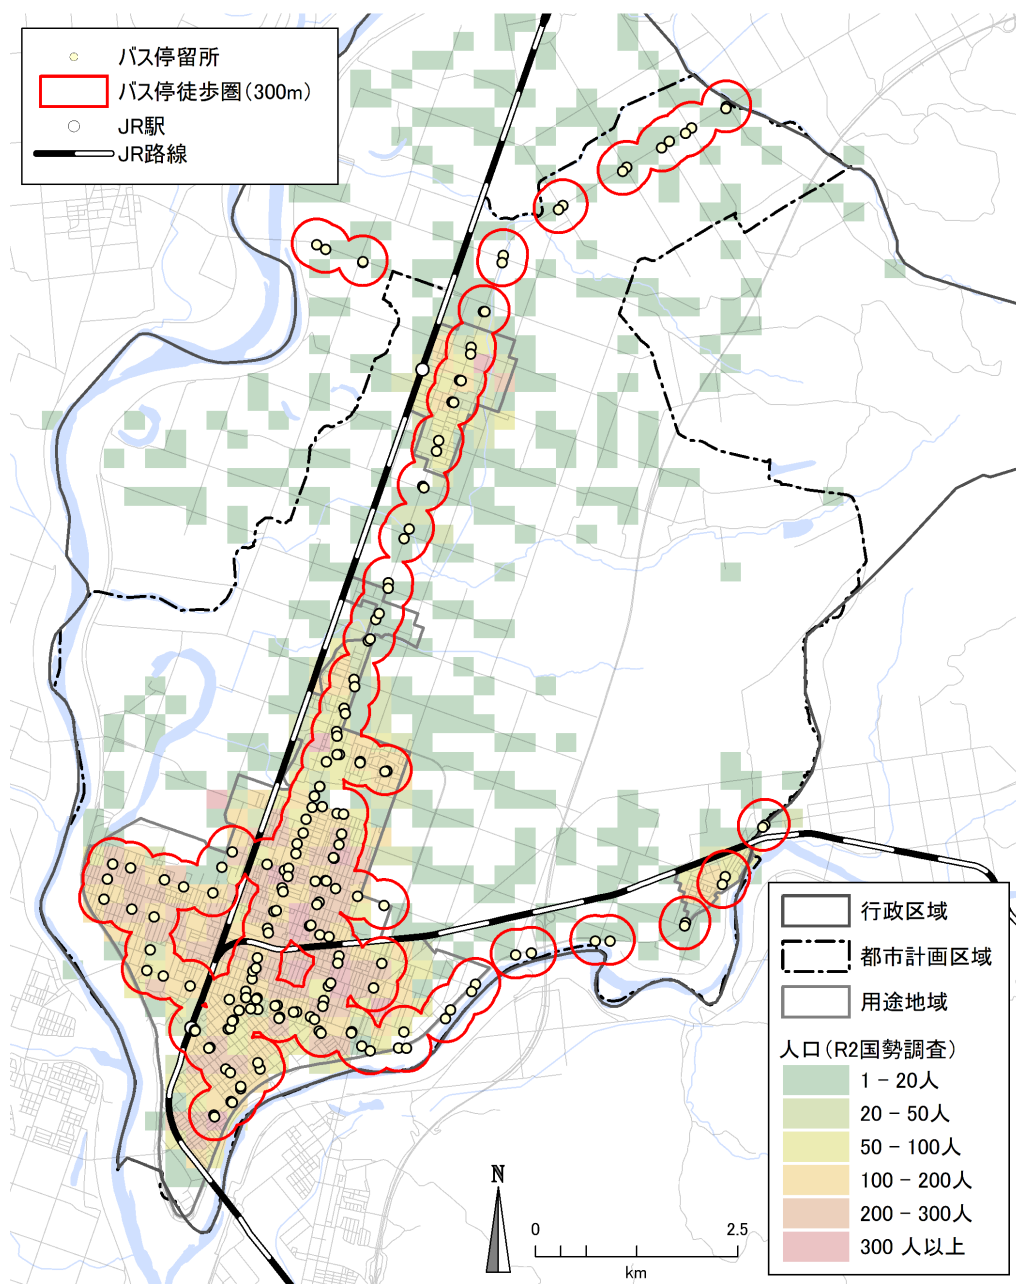 バス停留所
バス停徒歩圏(300m)
JR駅
JR路線
行政区域
都市計画区域
用途地域
人口(R2国勢調査)
1 - 20人
20 - 50人
50 - 100人
100 - 200人
200 - 300人
300 人以上
N
0 2.5
km